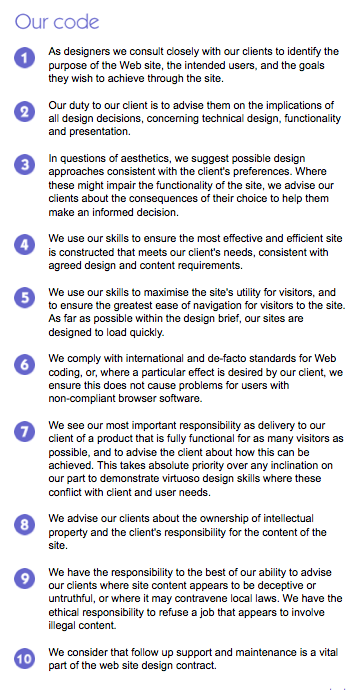 Our code
1
As designers we consult closely with our clients to identify the
purpose of the Web site, the intended users, and the goals
they wish to achieve through the site.
2
Our duty to our client is to advise them on the implications of
all design decisions, concerning technical design, functionality
and presentation.
3
In questions of aesthetics, we suggest possible design
approaches consistent with the client's preferences. Where
these might impair the functionality of the site, we advise our
clients about the consequences of their choice to help them
make an informed decision.
4
We use our skills to ensure the most effective and efficient site
is constructed that meets our client's needs, consistent with
agreed design and content requirements.
5
We use our skills to maximise the site's utility for visitors, and
to ensure the greatest ease of navigation for visitors to the site.
As far as possible within the design brief, our sites are
designed to load quickly.
6
We comply with international and de-facto standards for Web
coding, or, where a particular effect is desired by our client, we
ensure this does not cause problems for users with
non-compliant browser software.
7
We see our most important responsibility as delivery to our
client of a product that is fully functional for as many visitors as
possible, and to advise the client about how this can be
achieved. This takes absolute priority over any inclination on
our part to demonstrate virtuoso design skills where these
conflict with client and user needs.
8
We advise our clients about the ownership of intellectual
property and the client's responsibility for the content of the
site.
9
We have the responsibility to the best of our ability to advise
our clients where site content appears to be deceptive or
untruthful, or where it may contravene local laws. We have the
ethical responsibility to refuse a job that appears to involve
illegal content.
10
We consider that follow up support and maintenance is a vital
part of the web site design contract.